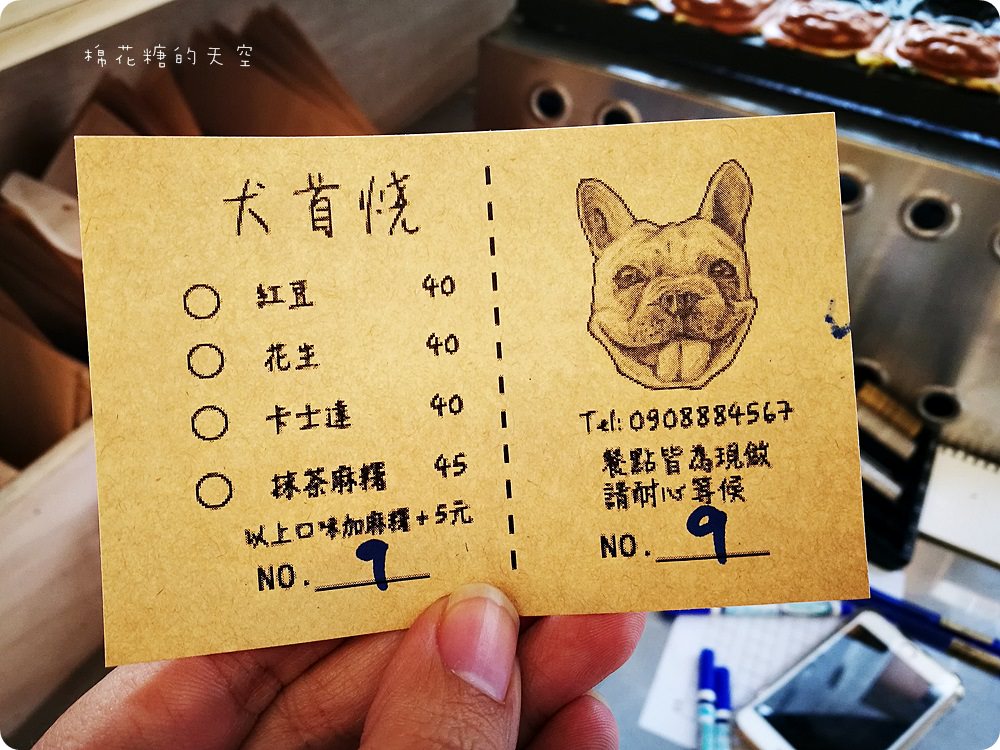 棉花糖的天空
犬首燒
紅豆 40
花生 40
卡士達 40
抹茶麻糬 45
以上口味加麻糬+5元
NO. 9
Tel: 0908884567
餐點皆為現做
請耐心等候
NO. 9